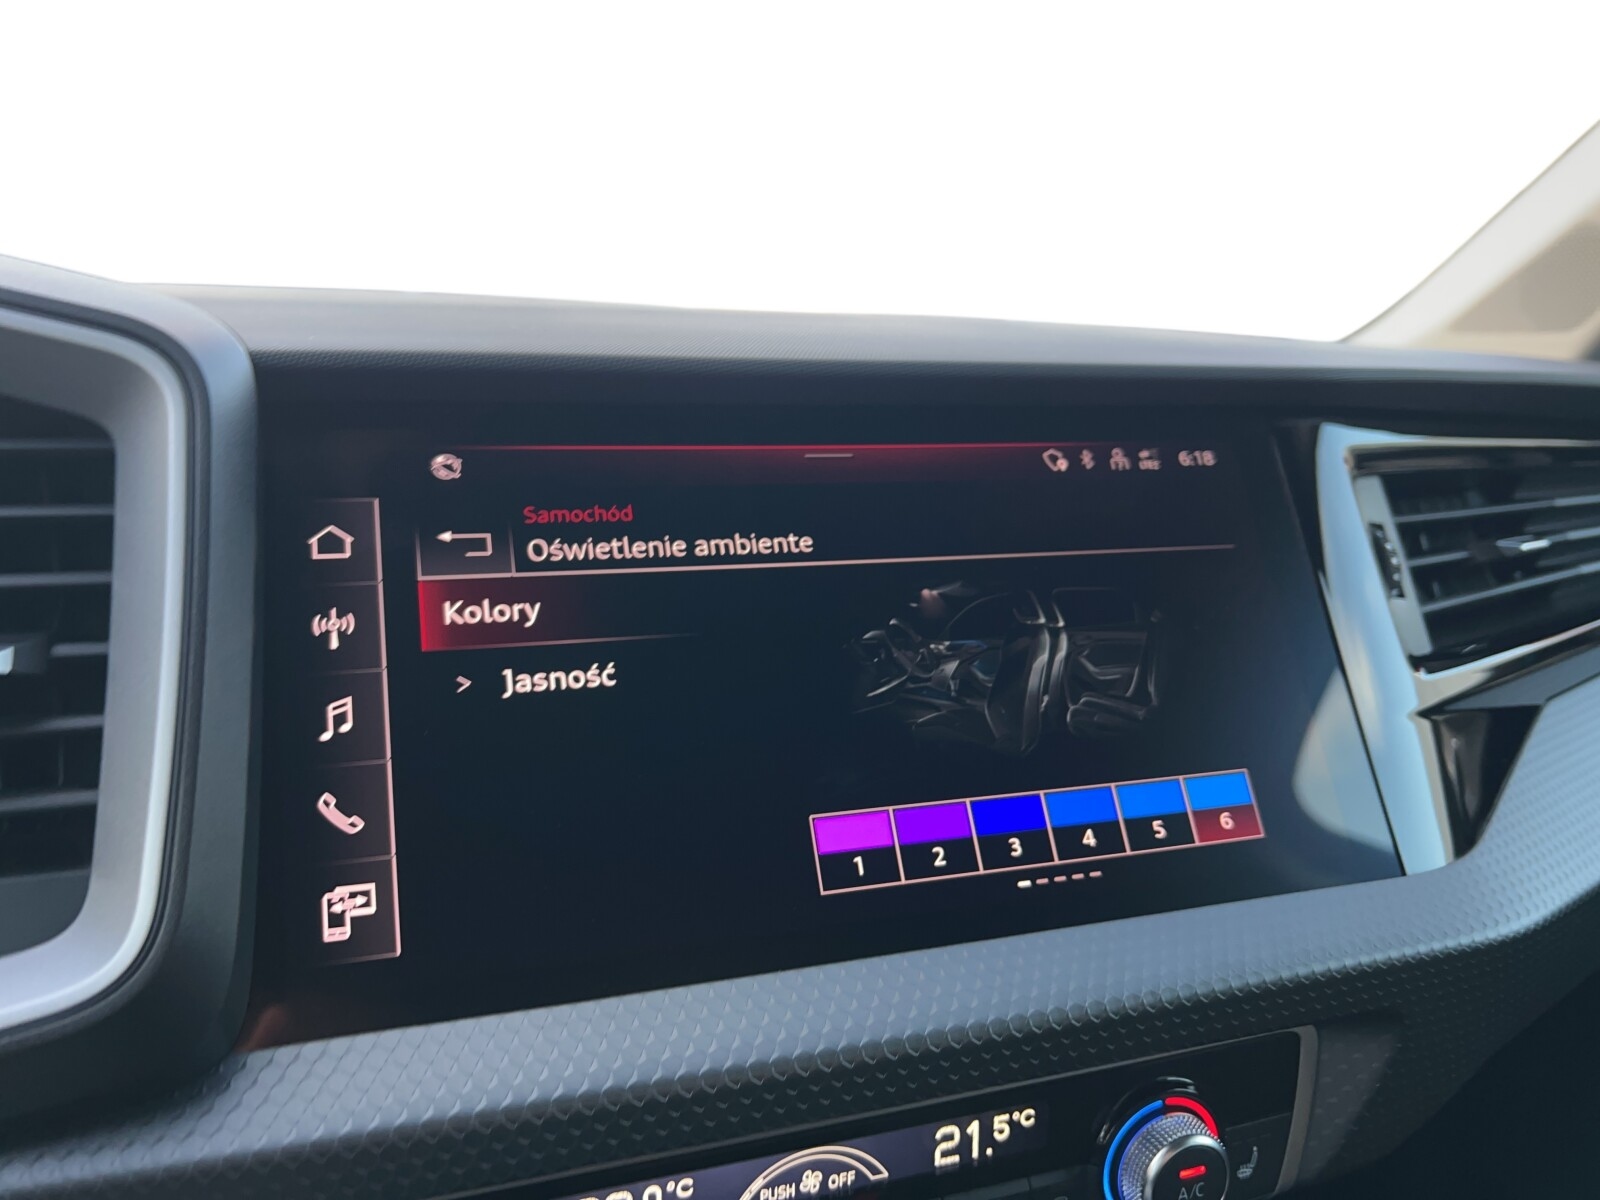 6:18
Samochód
Oświetlenie ambiente
Kolory
> Jasność
1 2 3 4 5 6
21.5°C
PUSH OFF
A/C